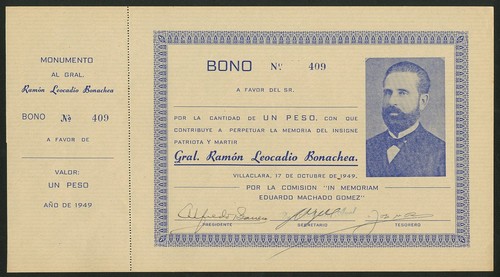 MONUMENTO
AL GRAL.
Ramón Leocadio Bonachea
BONO Nº 409
A FAVOR DE
VALOR:
UN PESO
AÑO DE 1949
BONO Nº 409
A FAVOR DEL SR.
POR LA CANTIDAD DE UN PESO, CON QUE
CONTRIBUYE A PERPETUAR LA MEMORIA DEL INSIGNE
PATRIOTA Y MARTIR
Gral. Ramón Leocadio Bonachea.
VILLACLARA, 17 DE OCTUBRE DE 1949.
POR LA COMISION "IN MEMORIAM
EDUARDO MACHADO GOMEZ"
Alfredo
PRESIDENTE SECRETARIO TESORERO